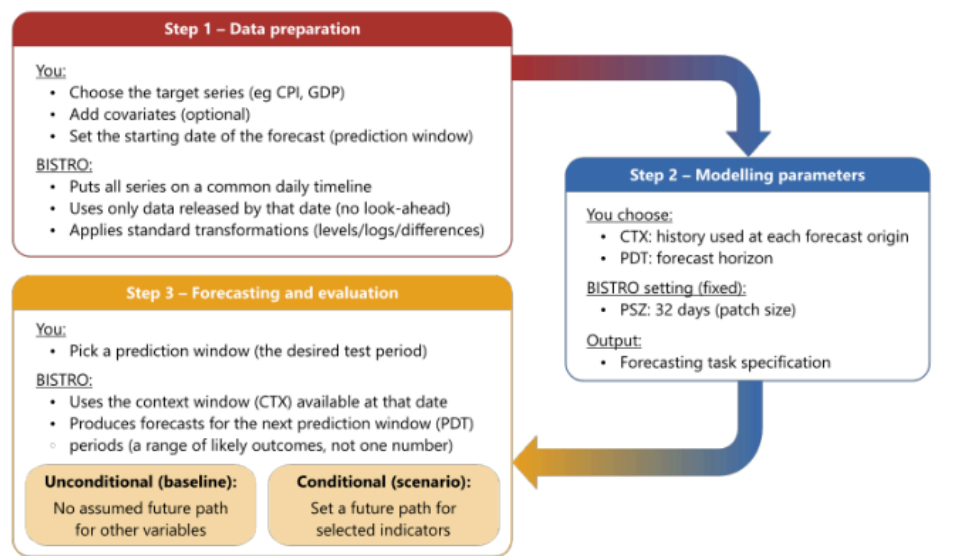 Step 1 – Data preparation
You:
• Choose the target series (eg CPI, GDP)
• Add covariates (optional)
• Set the starting date of the forecast (prediction window)
BISTRO:
• Puts all series on a common daily timeline
• Uses only data released by that date (no look-ahead)
• Applies standard transformations (levels/logs/differences)
Step 2 – Modelling parameters
You choose:
• CTX: history used at each forecast origin
• PDT: forecast horizon
BISTRO setting (fixed):
• PSZ: 32 days (patch size)
Output:
• Forecasting task specification
Step 3 – Forecasting and evaluation
You:
• Pick a prediction window (the desired test period)
BISTRO:
• Uses the context window (CTX) available at that date
• Produces forecasts for the next prediction window (PDT)
◦ periods (a range of likely outcomes, not one number)
Unconditional (baseline):
No assumed future path
for other variables
Conditional (scenario):
Set a future path for
selected indicators